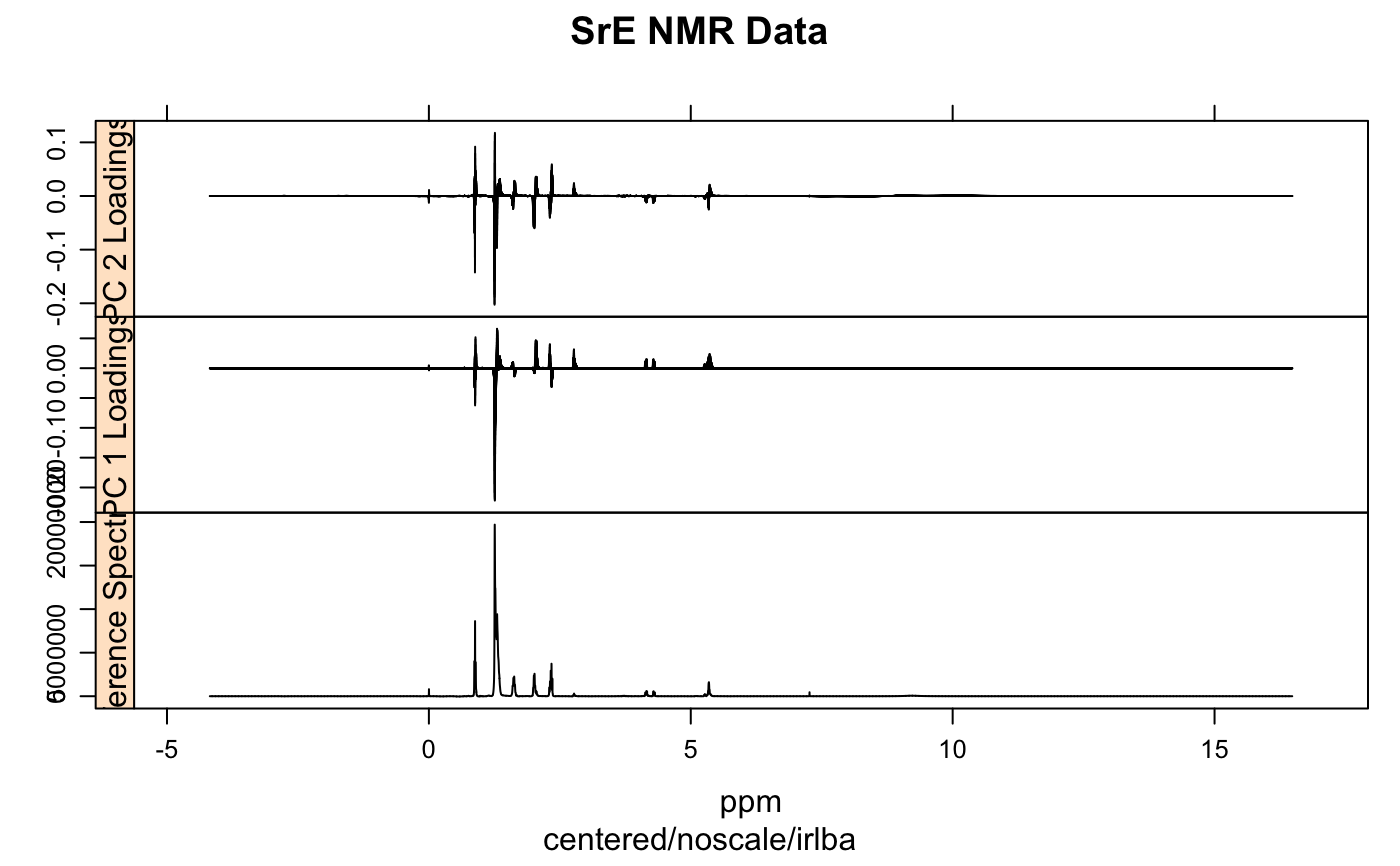 SrE NMR Data
0.1
0.0
-0.1
-0.2
PC 2 Loadings
0.00
-0.10
PC 1 Loadings
erence Spect
-5 0 5 10 15
ppm
centered/noscale/irlba